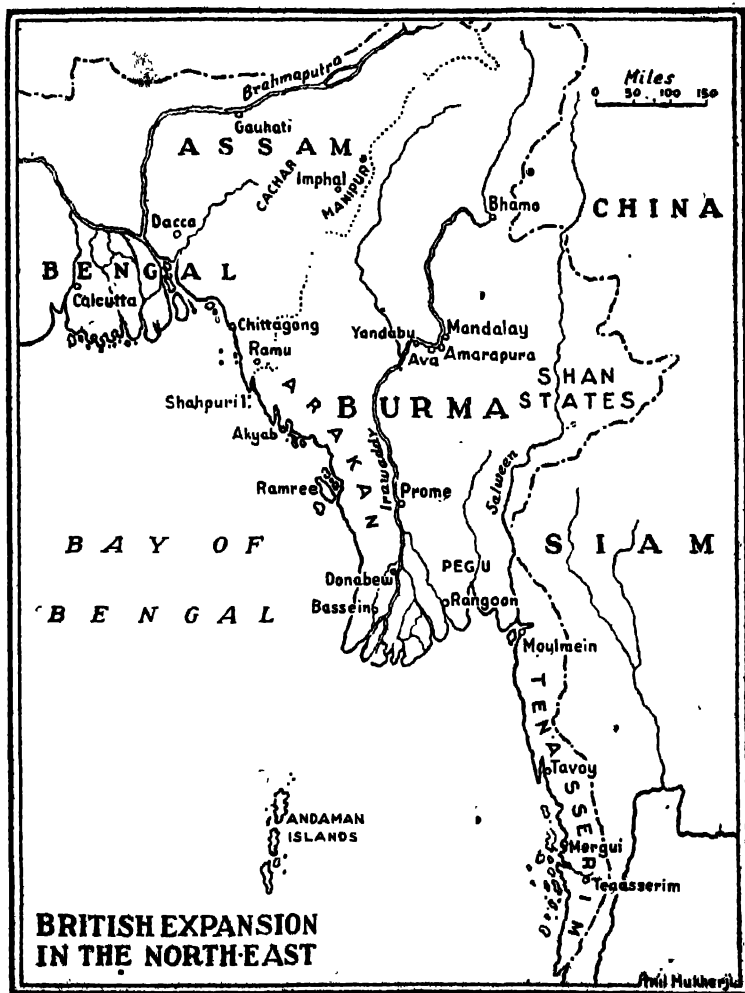 Miles
0 50 100 150
Brahmaputra
Gauhati
ASSAM
CACHAR
Imphal
MANIPUR
Bhamo
CHINA
Dacca
BENGAL
Calcutta
Chittagong
Ramu
Yandabu
Mandalay
Ava
Amarapura
SHAN
STATES
Shahpuri I.
ARAKAN
BURMA
Akyab
Irawaddy
Salween
Ramree
Prome
BAY OF
BENGAL
SIAM
Donabew
PEGU
Bassein
Rangoon
Moulmein
TENASSERIM
Tavoy
ANDAMAN
ISLANDS
Mergui
Tenasserim
BRITISH EXPANSION
IN THE NORTH-EAST
Anil Mukherji